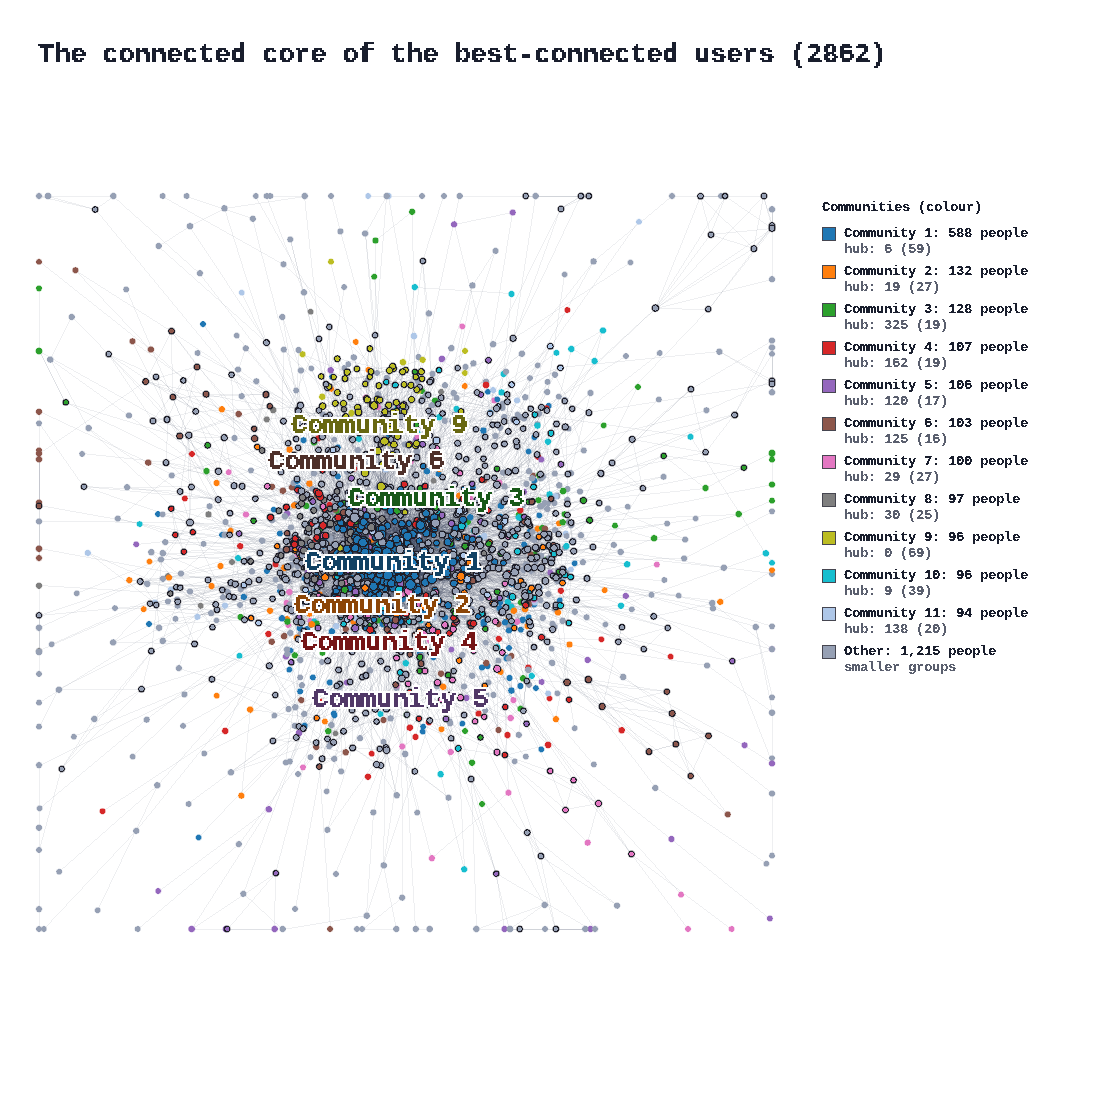 The connected core of the best-connected users (2862)
Communities (colour)
Community 1: 588 people
hub: 6 (59)
Community 2: 132 people
hub: 19 (27)
Community 3: 128 people
hub: 325 (19)
Community 4: 107 people
hub: 162 (19)
Community 5: 106 people
hub: 120 (17)
Community 6: 103 people
hub: 125 (16)
Community 7: 100 people
hub: 29 (27)
Community 8: 97 people
hub: 30 (25)
Community 9: 96 people
hub: 0 (69)
Community 10: 96 people
hub: 9 (39)
Community 11: 94 people
hub: 138 (20)
Other: 1,215 people
smaller groups
Community 9
Community 6
Community 3
Community 1
Community 2
Community 4
Community 5